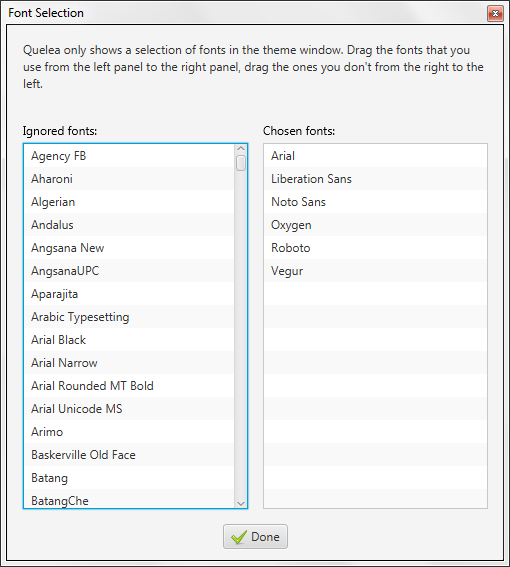 Font Selection
Quelea only shows a selection of fonts in the theme window. Drag the fonts that you
use from the left panel to the right panel, drag the ones you don't from the right to the
left.
Ignored fonts:
Agency FB
Aharoni
Algerian
Andalus
Angsana New
AngsanaUPC
Aparajita
Arabic Typesetting
Arial Black
Arial Narrow
Arial Rounded MT Bold
Arial Unicode MS
Arimo
Baskerville Old Face
Batang
BatangChe
Chosen fonts:
Arial
Liberation Sans
Noto Sans
Oxygen
Roboto
Vegur
Done